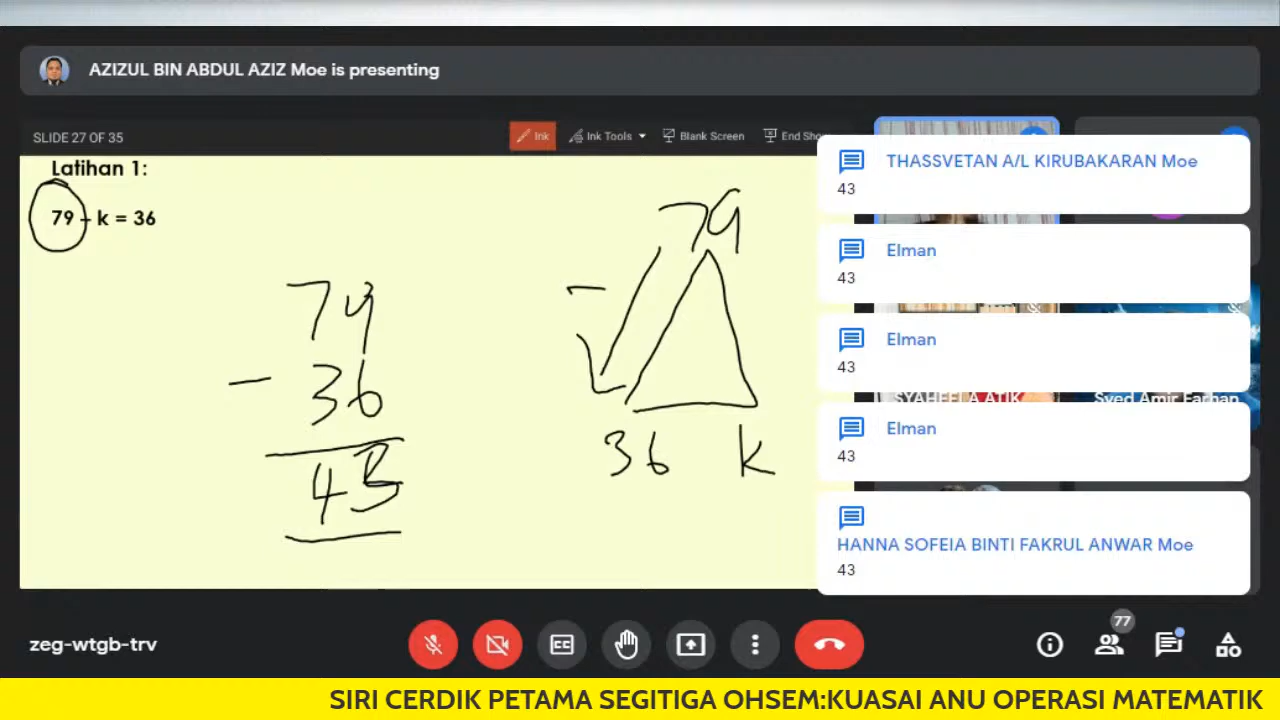 AZIZUL BIN ABDUL AZIZ Moe is presenting
SLIDE 27 OF 35
Ink
Ink Tools
Blank Screen
End Sho
Latihan 1:
79 - k = 36
79
- 36
43
79
-
36 k
THASSVETAN A/L KIRUBAKARAN Moe
43
Elman
43
Elman
43
SYAHEELA ATIK
Syed Amir Farhan
Elman
43
HANNA SOFEIA BINTI FAKRUL ANWAR Moe
43
zeg-wtgb-trv
CC
77
SIRI CERDIK PETAMA SEGITIGA OHSEM:KUASAI ANU OPERASI MATEMATIK